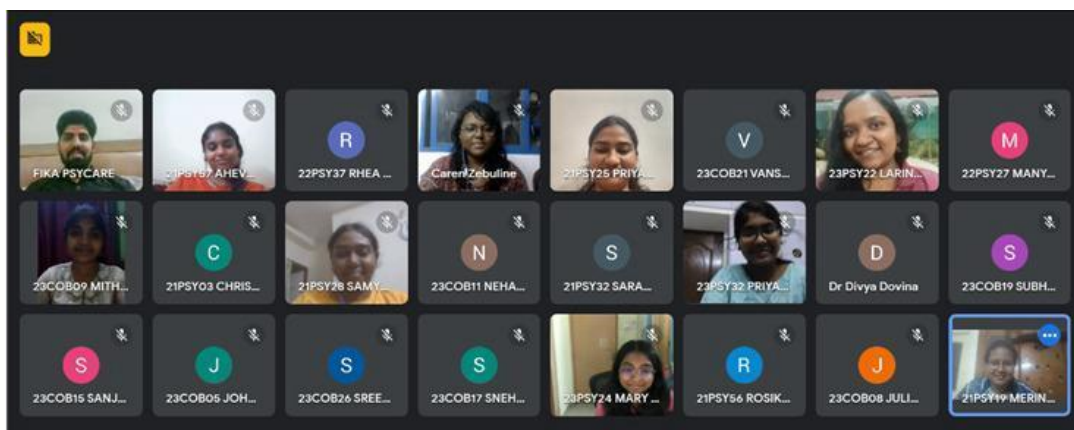 FIKA PSYCARE
21PSY57 AHEV...
R
22PSY37 RHEA ...
Caren Zebuline
21PSY25 PRIYA...
V
23COB21 VANS...
23PSY22 LARIN...
M
22PSY27 MANY...
23COB09 MITH...
C
21PSY03 CHRIS...
21PSY28 SAMY...
N
23COB11 NEHA...
S
21PSY32 SARA...
23PSY32 PRIYA...
D
Dr Divya Dovina
S
23COB19 SUBH...
S
23COB15 SANJ...
J
23COB05 JOH...
S
23COB26 SREE...
S
23COB17 SNEH...
23PSY24 MARY ...
R
21PSY56 ROSIK...
J
23COB08 JULI...
21PSY19 MERIN...